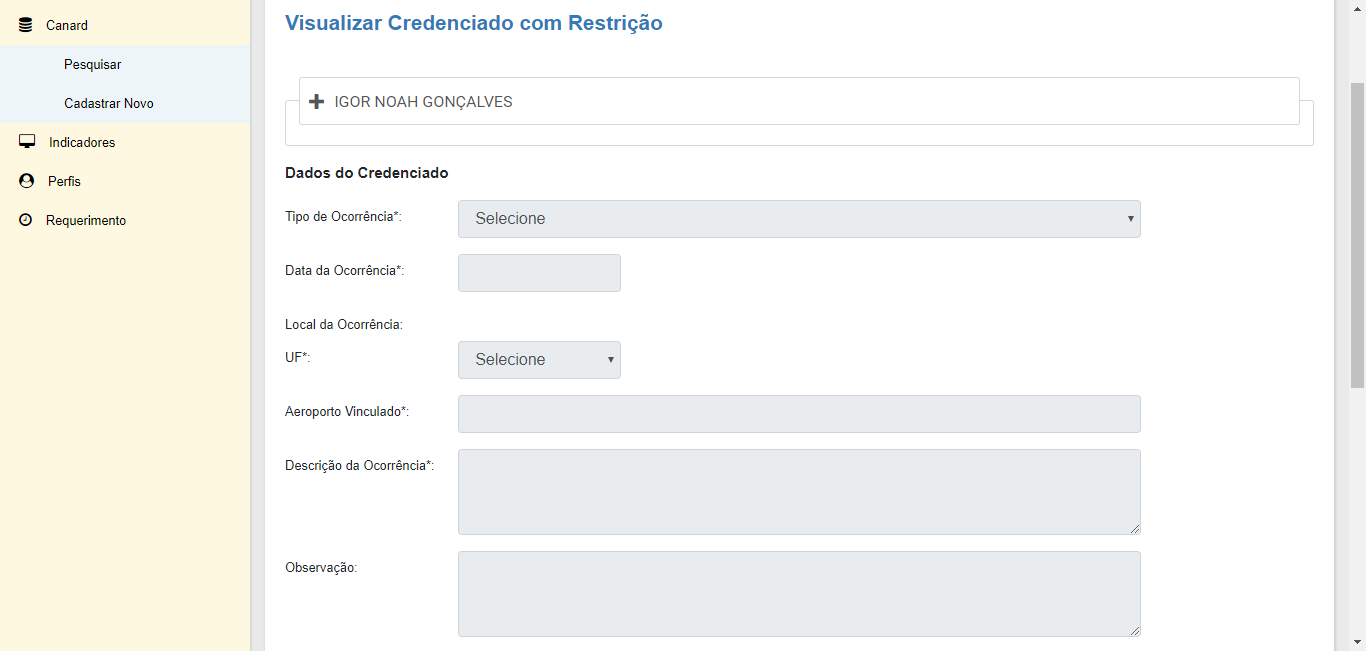 Canard
Pesquisar
Cadastrar Novo
Indicadores
Perfis
Requerimento
Visualizar Credenciado com Restrição
IGOR NOAH GONÇALVES
Dados do Credenciado
Tipo de Ocorrência*: Selecione
Data da Ocorrência*:
Local da Ocorrência:
UF*: Selecione
Aeroporto Vinculado*:
Descrição da Ocorrência*:
Observação: